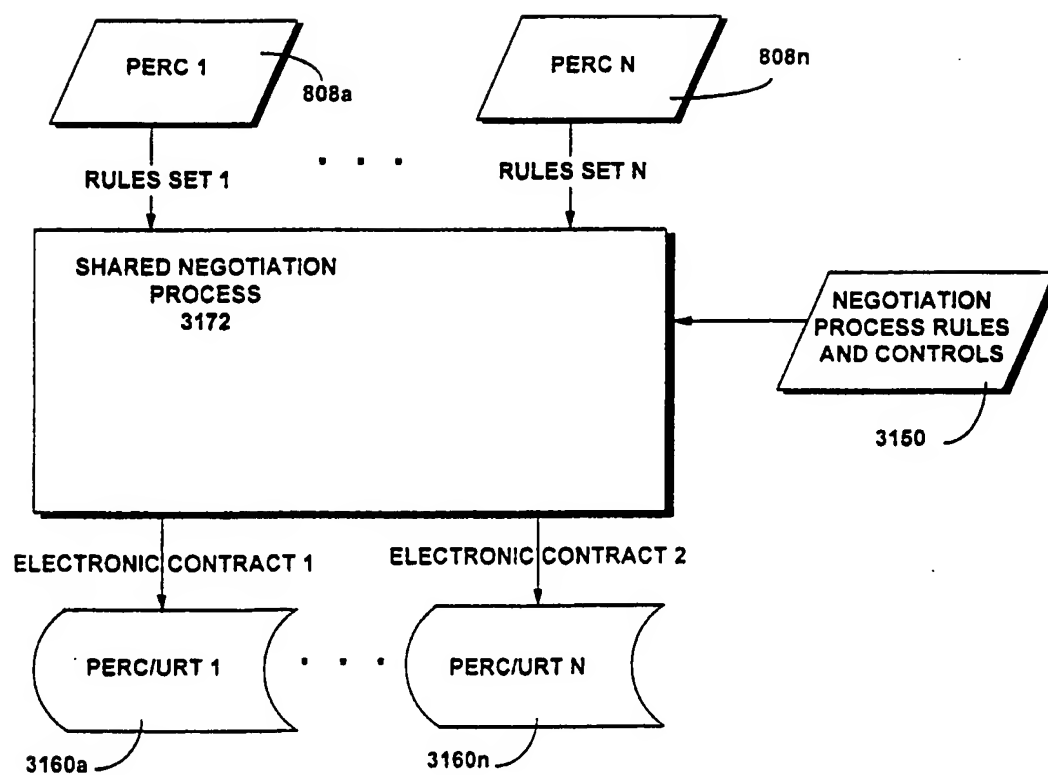 PERC 1
808a
PERC N
808n
RULES SET 1
RULES SET N
SHARED NEGOTIATION
PROCESS
3172
NEGOTIATION
PROCESS RULES
AND CONTROLS
3150
ELECTRONIC CONTRACT 1
ELECTRONIC CONTRACT 2
PERC/URT 1
PERC/URT N
3160a
3160n